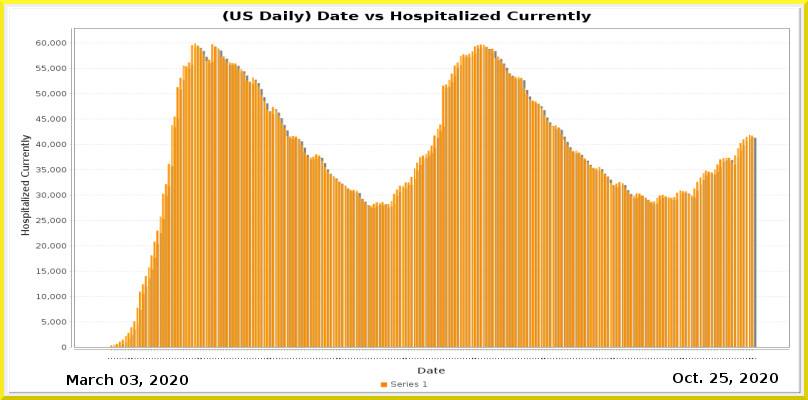 (US Daily) Date vs Hospitalized Currently
60,000
55,000
50,000
45,000
40,000
35,000
30,000
25,000
20,000
15,000
10,000
5,000
0
Hospitalized Currently
Date
March 03, 2020
Oct. 25, 2020
Series 1